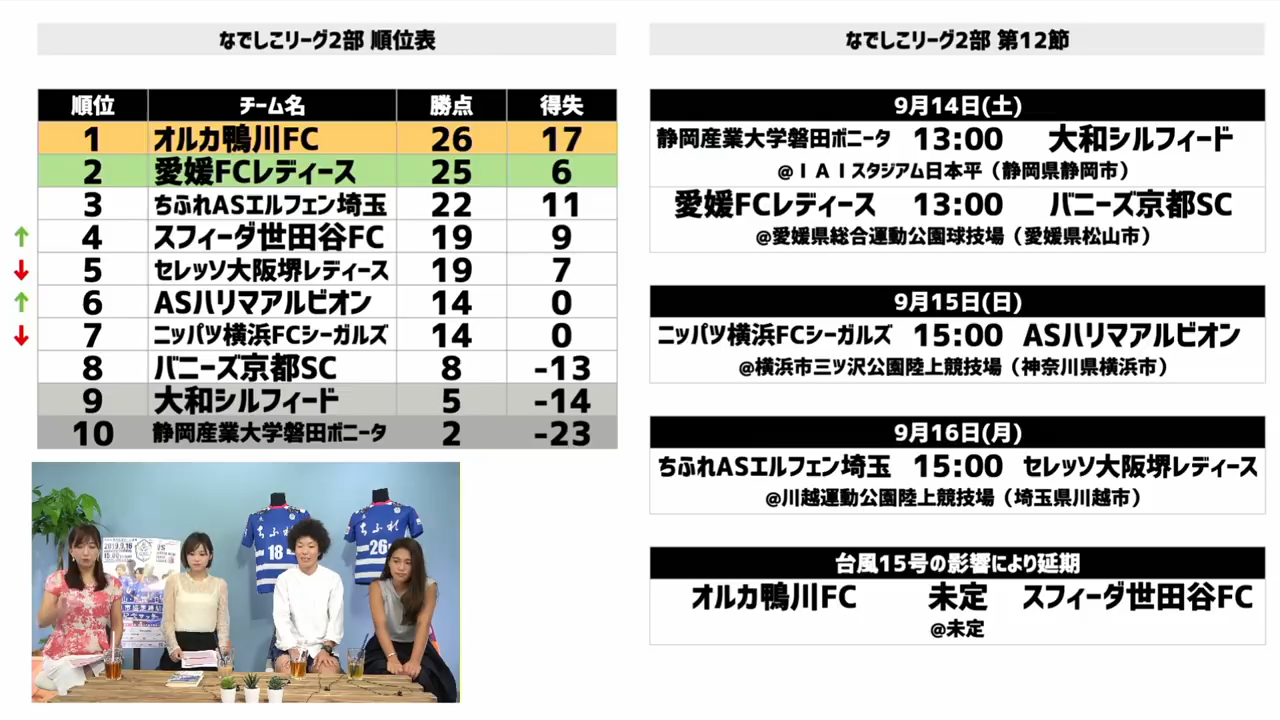 なでしこリーグ2部 順位表
順位 チーム名 勝点 得失
1 オルカ鴨川FC 26 17
2 愛媛FCレディース 25 6
3 ちふれASエルフェン埼玉 22 11
↑ 4 スフィーダ世田谷FC 19 9
↓ 5 セレッソ大阪堺レディース 19 7
↑ 6 ASハリマアルビオン 14 0
↓ 7 ニッパツ横浜FCシーガルズ 14 0
8 バニーズ京都SC 8 -13
9 大和シルフィード 5 -14
10 静岡産業大学磐田ボニータ 2 -23
ちふれ
18
ちふれ
26
2019.9.16
なでしこリーグ2部 第12節
9月14日(土)
静岡産業大学磐田ボニータ 13:00 大和シルフィード
@IAIスタジアム日本平(静岡県静岡市)
愛媛FCレディース 13:00 バニーズ京都SC
@愛媛県総合運動公園球技場(愛媛県松山市)
9月15日(日)
ニッパツ横浜FCシーガルズ 15:00 ASハリマアルビオン
@横浜市三ツ沢公園陸上競技場(神奈川県横浜市)
9月16日(月)
ちふれASエルフェン埼玉 15:00 セレッソ大阪堺レディース
@川越運動公園陸上競技場(埼玉県川越市)
台風15号の影響により延期
オルカ鴨川FC 未定 スフィーダ世田谷FC
@未定